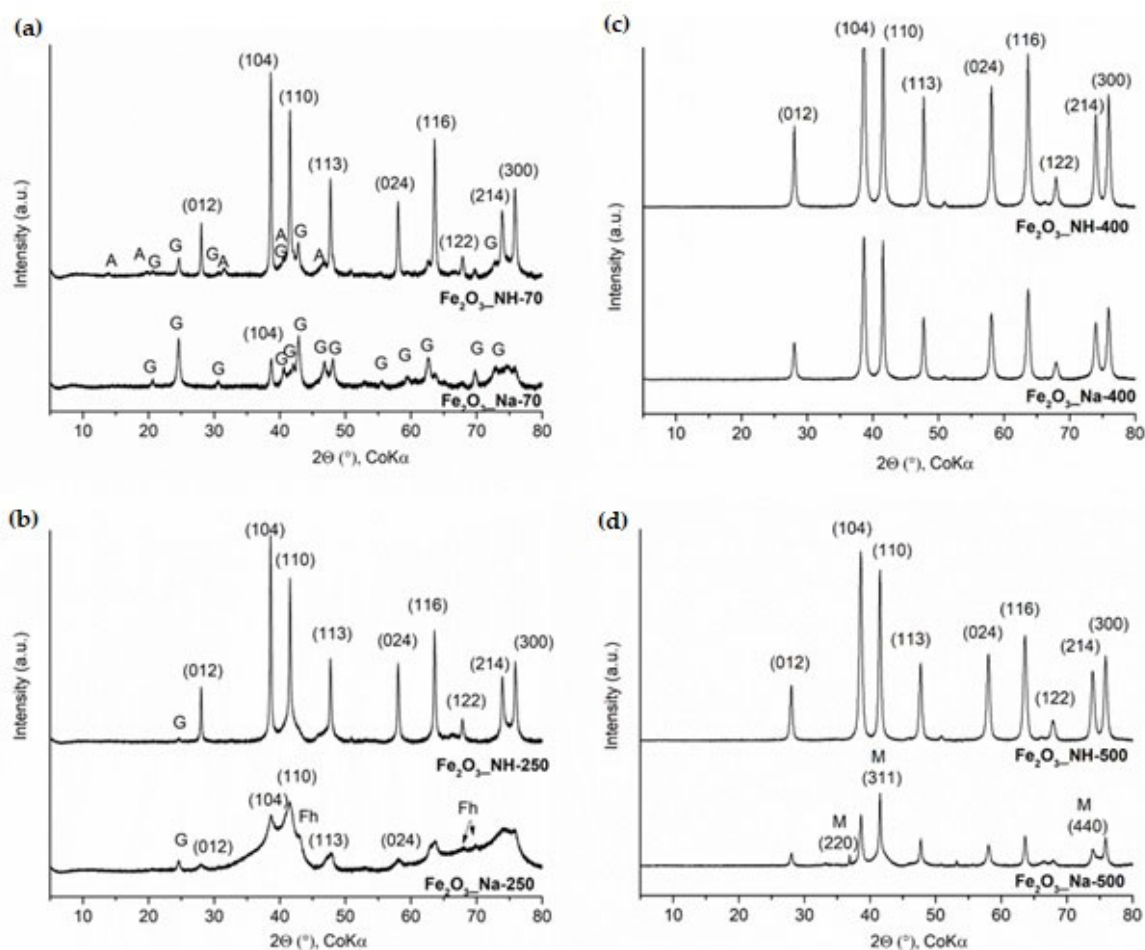 (a)
(104)
(110)
(116)
(113)
(300)
(024)
(214)
(012)
A G
G
(122)
G
A
A
G
G
G
A
A
Fe₂O₃_NH-70
G
(104)
G
G
G
G
G
G
G
G
G
G
G
G
Fe₂O₃_Na-70
Intensity (a.u.)
10 20 30 40 50 60 70 80
2Θ (°), CoKα
(c)
(104)
(110)
(116)
(024)
(300)
(113)
(214)
(012)
(122)
Fe₂O₃_NH-400
Fe₂O₃_Na-400
Intensity (a.u.)
10 20 30 40 50 60 70 80
2Θ (°), CoKα
(b)
(104)
(110)
(116)
(113)
(024)
(300)
(214)
(012)
(122)
G
Fe₂O₃_NH-250
(110)
(104)
Fh
Fh
G
(012)
(113)
(024)
Fe₂O₃_Na-250
Intensity (a.u.)
10 20 30 40 50 60 70 80
2Θ (°), CoKα
(d)
(104)
(110)
(116)
(024)
(300)
(113)
(214)
(012)
(122)
Fe₂O₃_NH-500
M
(311)
M
(220)
M
(440)
Fe₂O₃_Na-500
Intensity (a.u.)
10 20 30 40 50 60 70 80
2Θ (°), CoKα